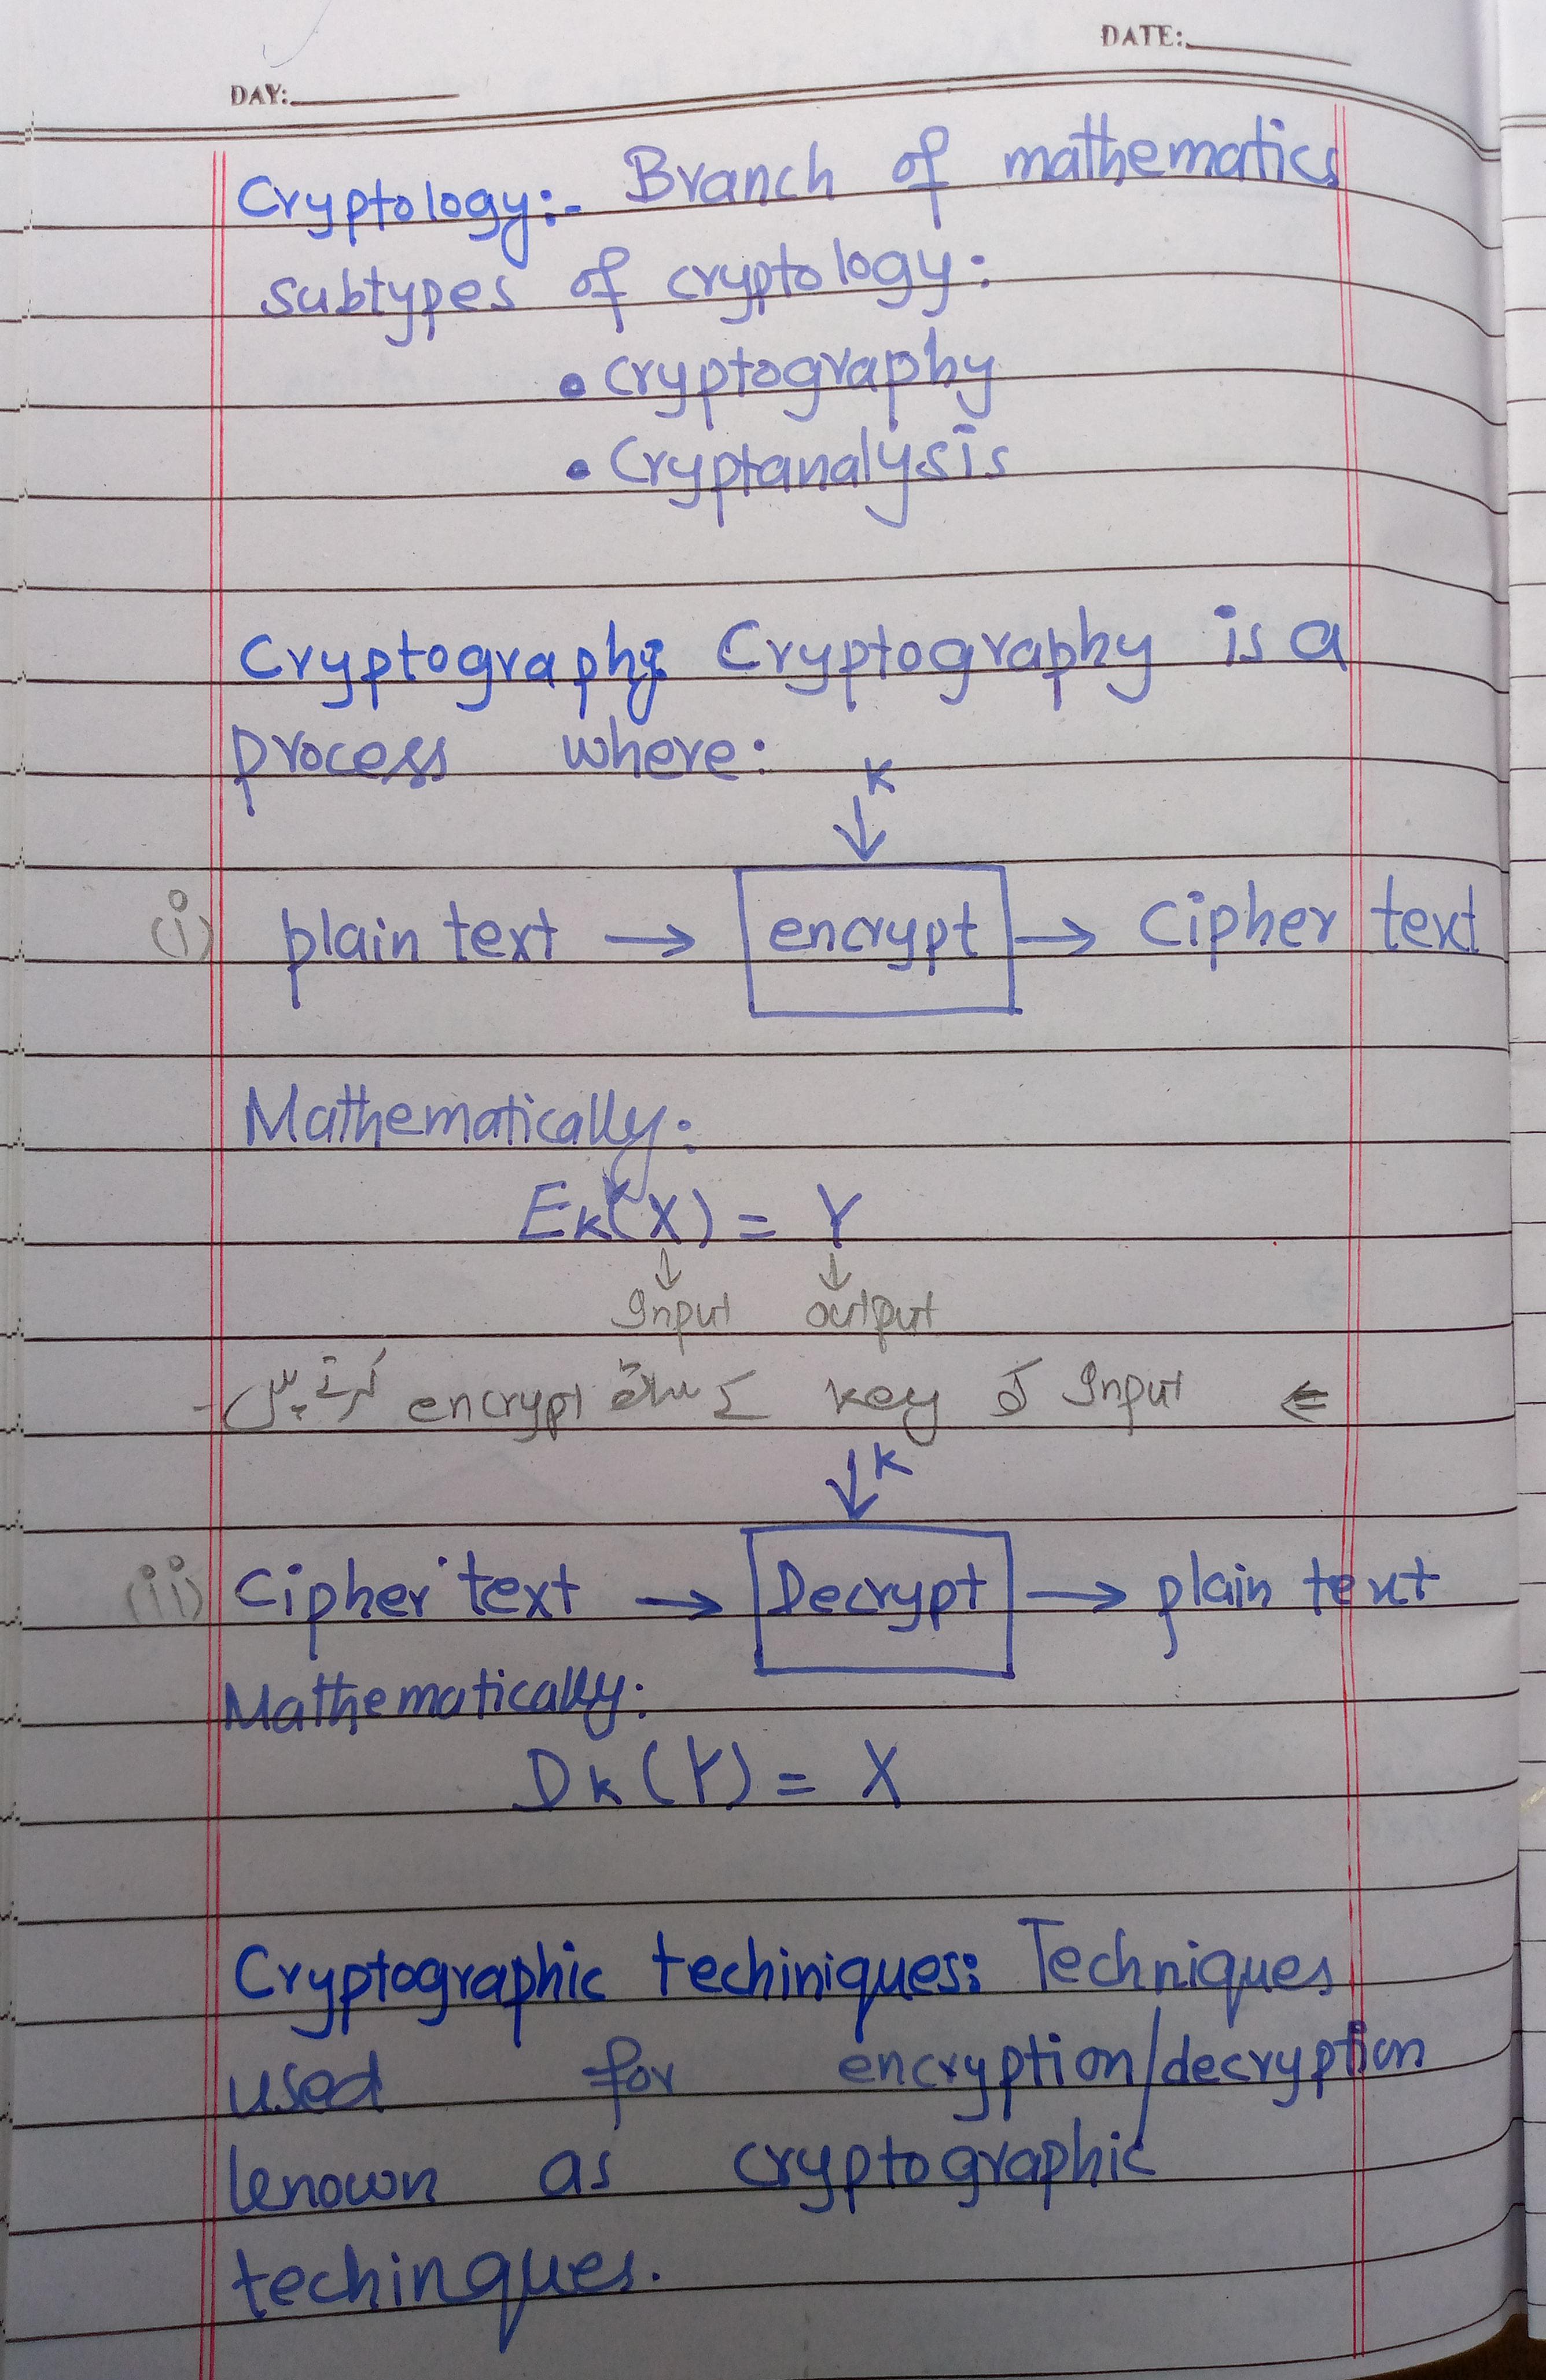 DATE:
DAY:
Cryptology:- Branch of mathematics
subtypes of cryptology:
• cryptography
• Cryptanalysis
Cryptography: Cryptography is a
process where:
K
(i) plain text → encrypt → Cipher text
Mathematically:
Ek(X) = Y
↓ ↓
Input output
⇐ Input کو key کے ساتھ encrypt کرتے ہیں۔
↓ K
(ii) Cipher text → Decrypt → plain text
Mathematically:
Dk(Y) = X
Cryptographic techiniques: Techniques
used for encryption/decryption
known as cryptographic
techinques.